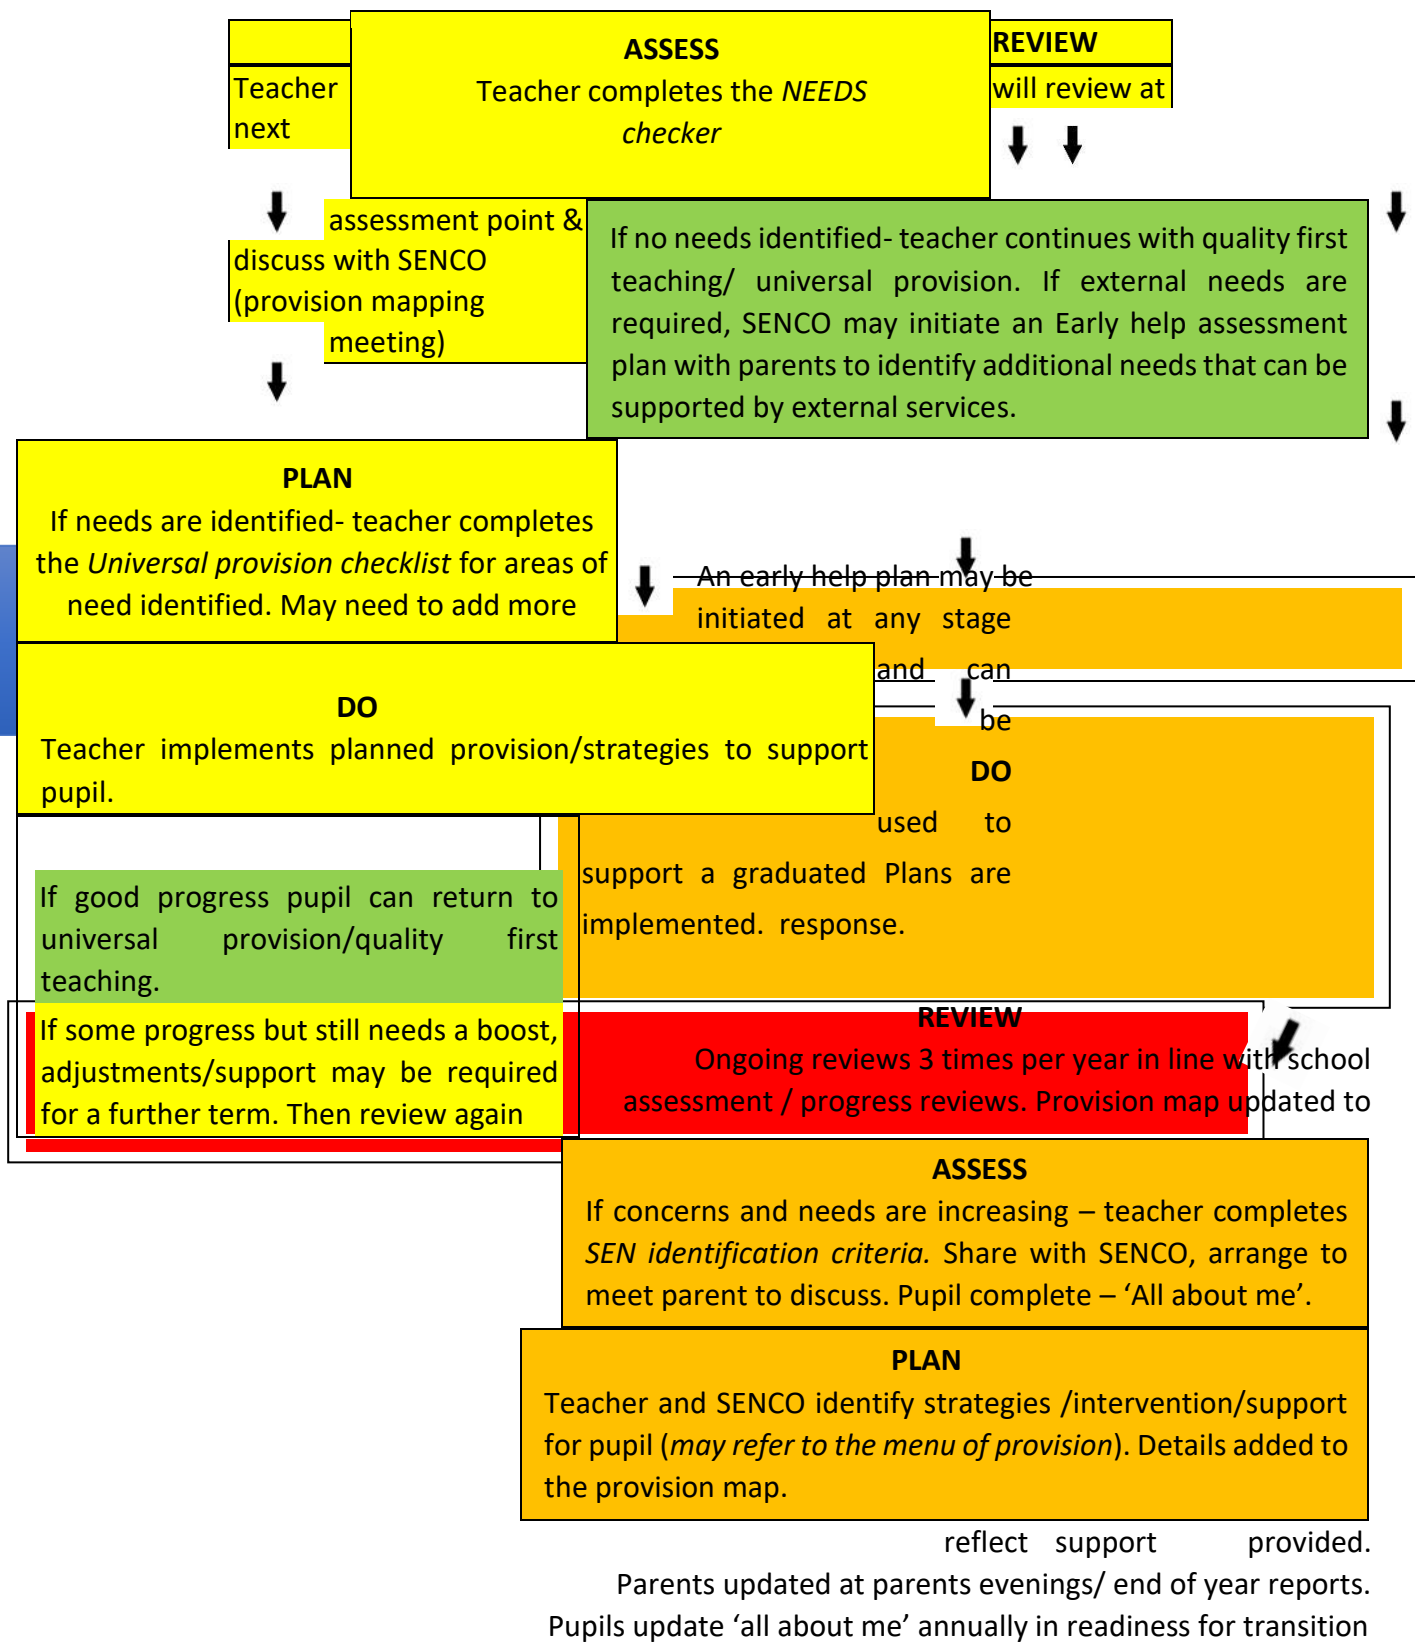 ASSESS
Teacher completes the NEEDS
checker
REVIEW
Teacher will review at
next
assessment point &
discuss with SENCO
(provision mapping
meeting)
If no needs identified- teacher continues with quality first
teaching/ universal provision. If external needs are
required, SENCO may initiate an Early help assessment
plan with parents to identify additional needs that can be
supported by external services.
PLAN
If needs are identified- teacher completes
the Universal provision checklist for areas of
need identified. May need to add more
An early help plan may be
initiated at any stage
and can
be
DO
Teacher implements planned provision/strategies to support
pupil.
DO
used to
support a graduated Plans are
implemented. response.
If good progress pupil can return to
universal provision/quality first
teaching.
If some progress but still needs a boost,
adjustments/support may be required
for a further term. Then review again
REVIEW
Ongoing reviews 3 times per year in line with school
assessment / progress reviews. Provision map updated to
ASSESS
If concerns and needs are increasing – teacher completes
SEN identification criteria. Share with SENCO, arrange to
meet parent to discuss. Pupil complete – ‘All about me’.
PLAN
Teacher and SENCO identify strategies /intervention/support
for pupil (may refer to the menu of provision). Details added to
the provision map.
reflect support provided.
Parents updated at parents evenings/ end of year reports.
Pupils update ‘all about me’ annually in readiness for transition